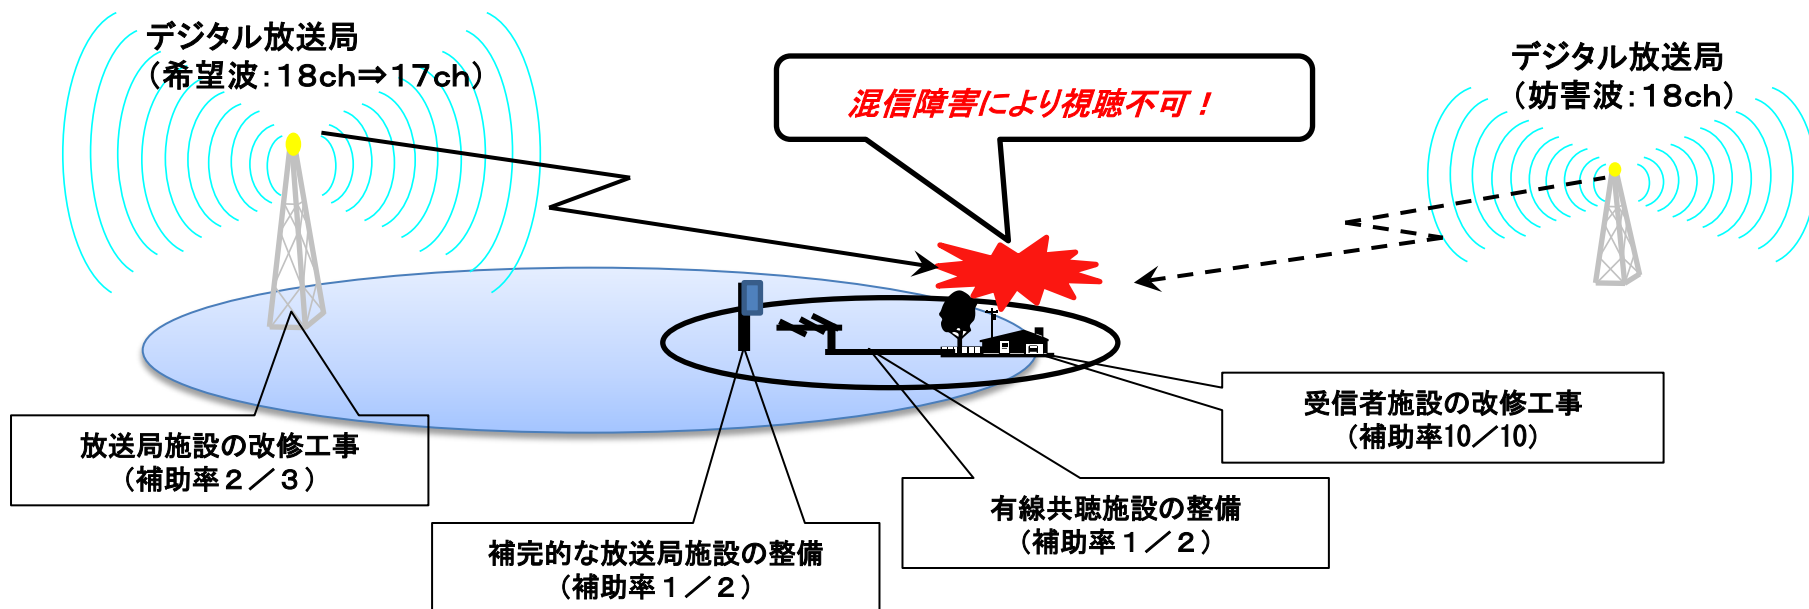 デジタル放送局
（希望波：18ch⇒17ch）
混信障害により視聴不可！
デジタル放送局
（妨害波：18ch）
放送局施設の改修工事
（補助率２／３）
補完的な放送局施設の整備
（補助率１／２）
有線共聴施設の整備
（補助率１／２）
受信者施設の改修工事
（補助率10／10）